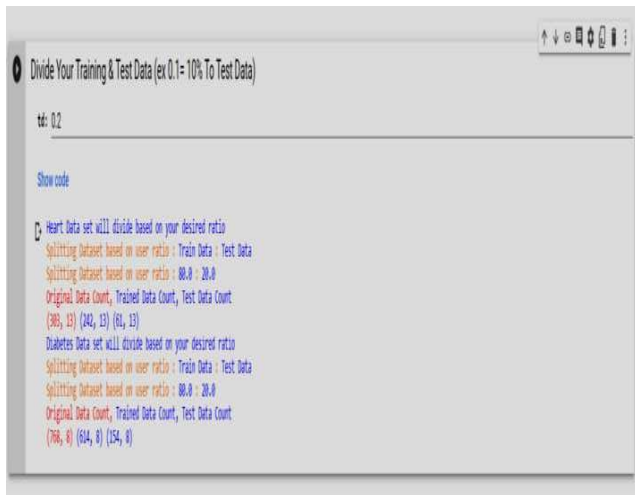 Divide Your Training & Test Data (ex 0.1= 10% To Test Data)
td: 0.2
Show code
Heart Data set will divide based on your desired ratio
Splitting Dataset based on user ratio : Train Data : Test Data
Splitting Dataset based on user ratio : 80.0 : 20.0
Original Data Count, Trained Data Count, Test Data Count
(303, 13) (242, 13) (61, 13)
Diabetes Data set will divide based on your desired ratio
Splitting Dataset based on user ratio : Train Data : Test Data
Splitting Dataset based on user ratio : 80.0 : 20.0
Original Data Count, Trained Data Count, Test Data Count
(768, 8) (614, 8) (154, 8)